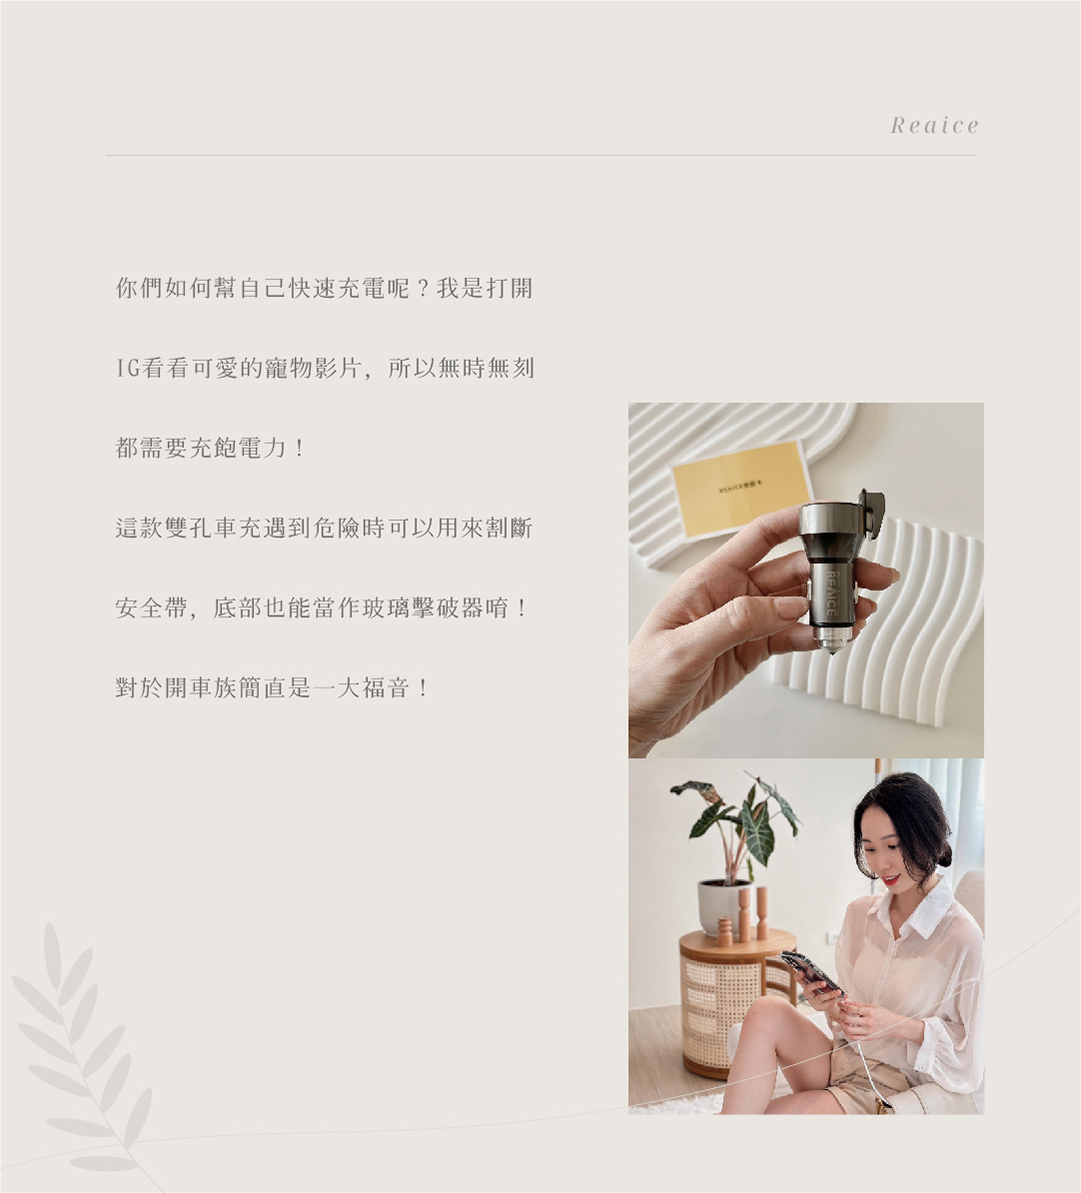 Reaice
你們如何幫自己快速充電呢？我是打開
IG看看可愛的寵物影片，所以無時無刻
都需要充飽電力！
這款雙孔車充遇到危險時可以用來割斷
安全帶，底部也能當作玻璃擊破器唷！
對於開車族簡直是一大福音！
REAICE